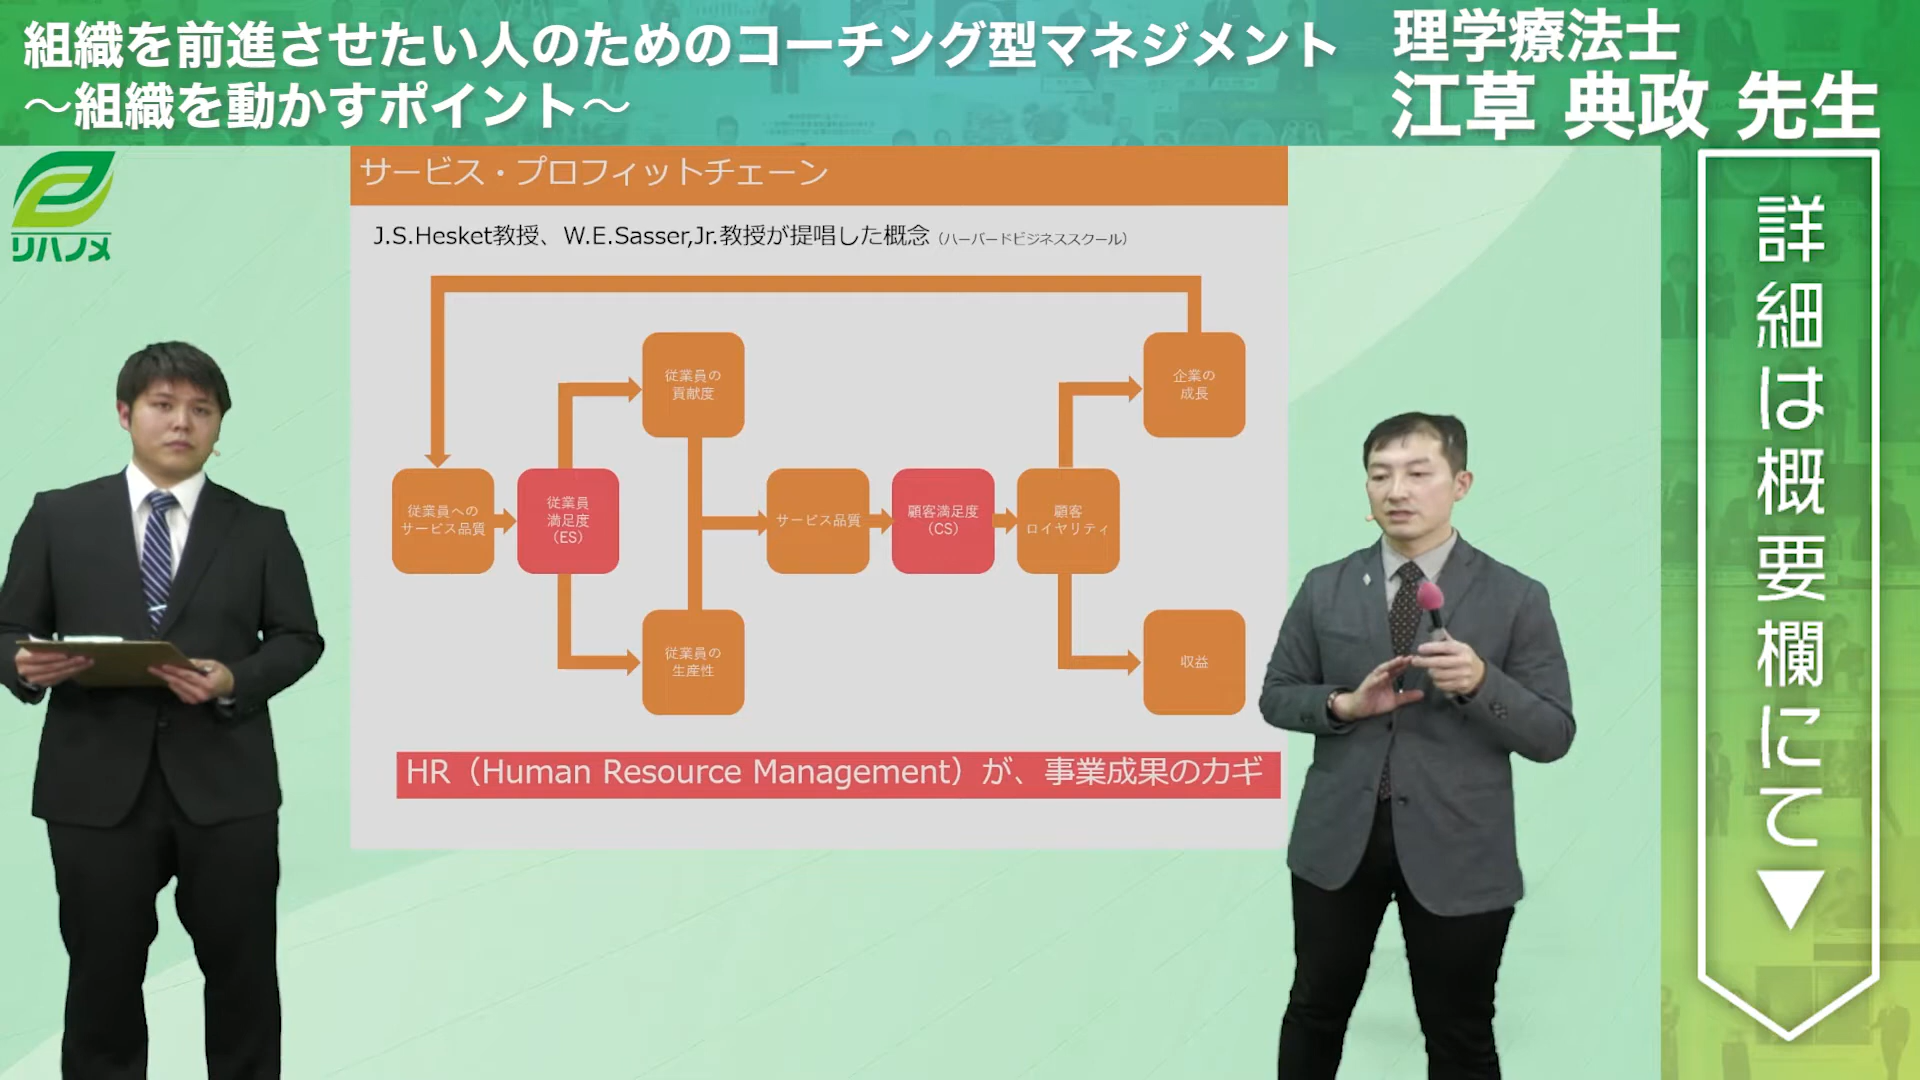 組織を前進させたい人のためのコーチング型マネジメント
～組織を動かすポイント～
理学療法士
江草 典政 先生
リハノメ
サービス・プロフィットチェーン
J.S.Hesket教授、W.E.Sasser,Jr.教授が提唱した概念（ハーバードビジネススクール）
従業員の
貢献度
企業の
成長
従業員への
サービス品質
従業員
満足度
（ES）
サービス品質
顧客満足度
（CS）
顧客
ロイヤリティ
従業員の
生産性
収益
HR（Human Resource Management）が、事業成果のカギ
詳細は概要欄にて▼